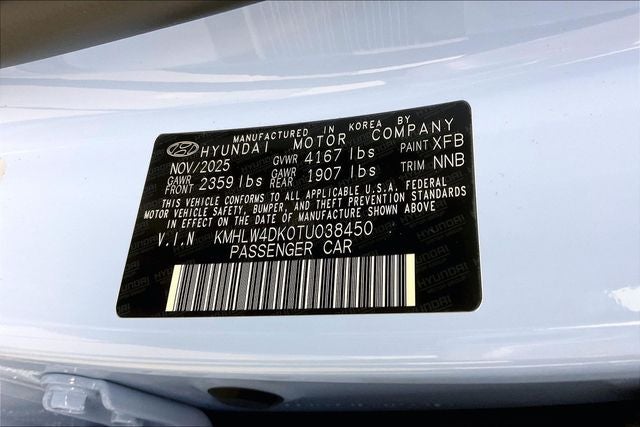 MANUFACTURED IN KOREA BY
HYUNDAI MOTOR COMPANY
NOV/2025 GVWR 4167 lbs PAINT XFB
GAWR FRONT 2359 lbs GAWR REAR 1907 lbs TRIM NNB
THIS VEHICLE CONFORMS TO ALL APPLICABLE U.S.A. FEDERAL
MOTOR VEHICLE SAFETY, BUMPER, AND THEFT PREVENTION STANDARDS
IN EFFECT ON THE DATE OF MANUFACTURE SHOWN ABOVE
V.I.N KMHLW4DK0TU038450
PASSENGER CAR